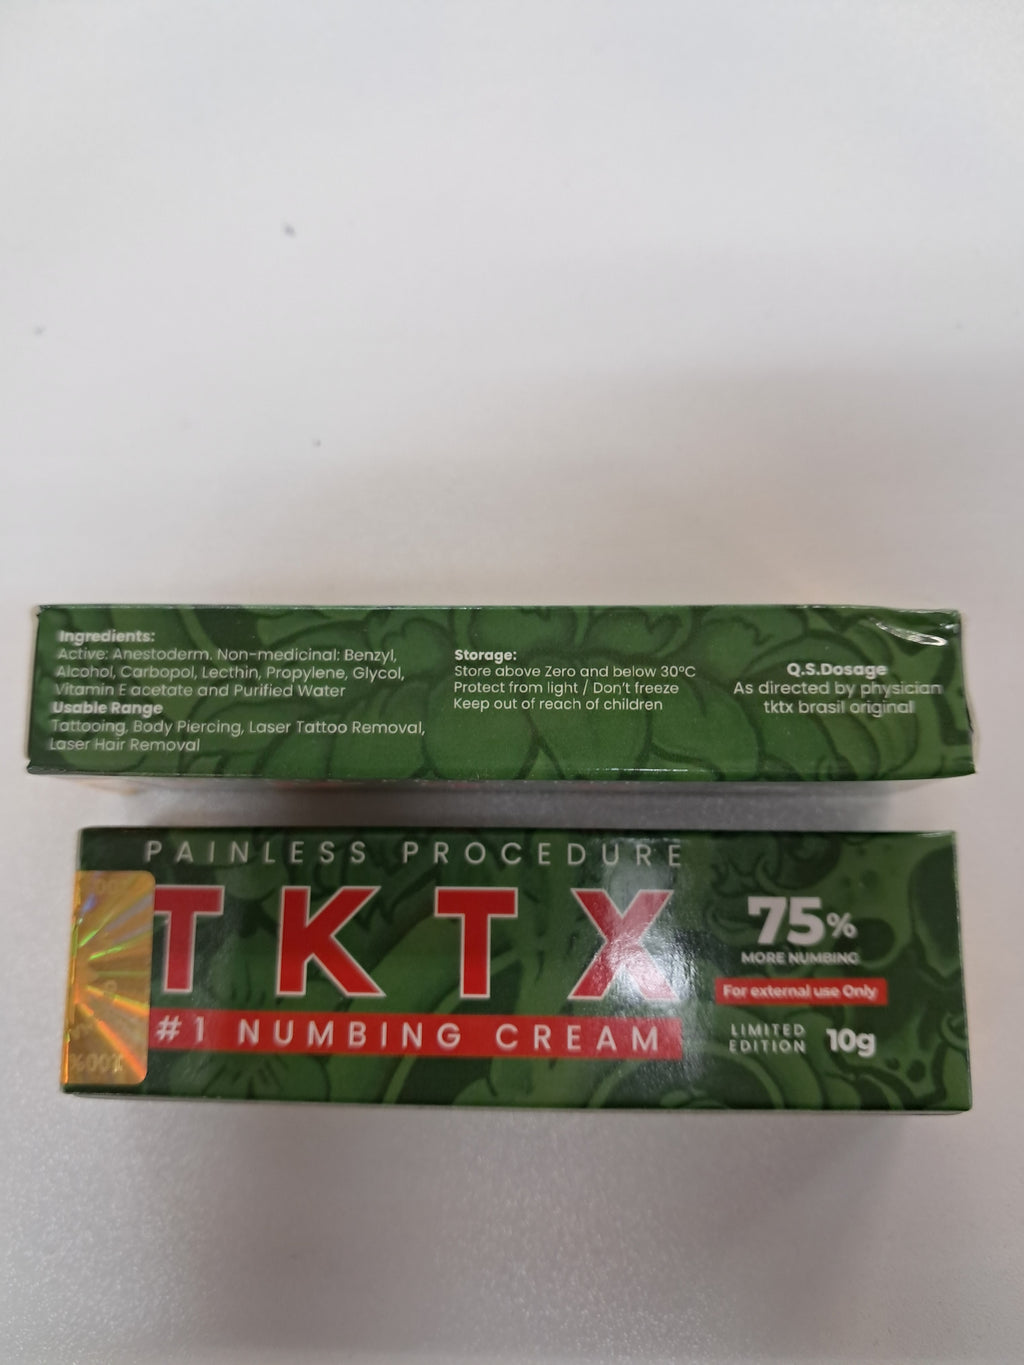 Ingredients:
Active: Anestoderm. Non-medicinal: Benzyl,
Alcohol, Carbopol, Lecthin, Propylene, Glycol,
Vitamin E acetate and Purified Water
Usable Range
Tattooing, Body Piercing, Laser Tattoo Removal,
Laser Hair Removal
Storage:
Store above Zero and below 30°C
Protect from light / Don't freeze
Keep out of reach of children
Q.S.Dosage
As directed by physician
tktx brasil original
PAINLESS PROCEDURE
TKTX
#1 NUMBING CREAM
75%
MORE NUMBING
For external use Only
LIMITED
EDITION
10g